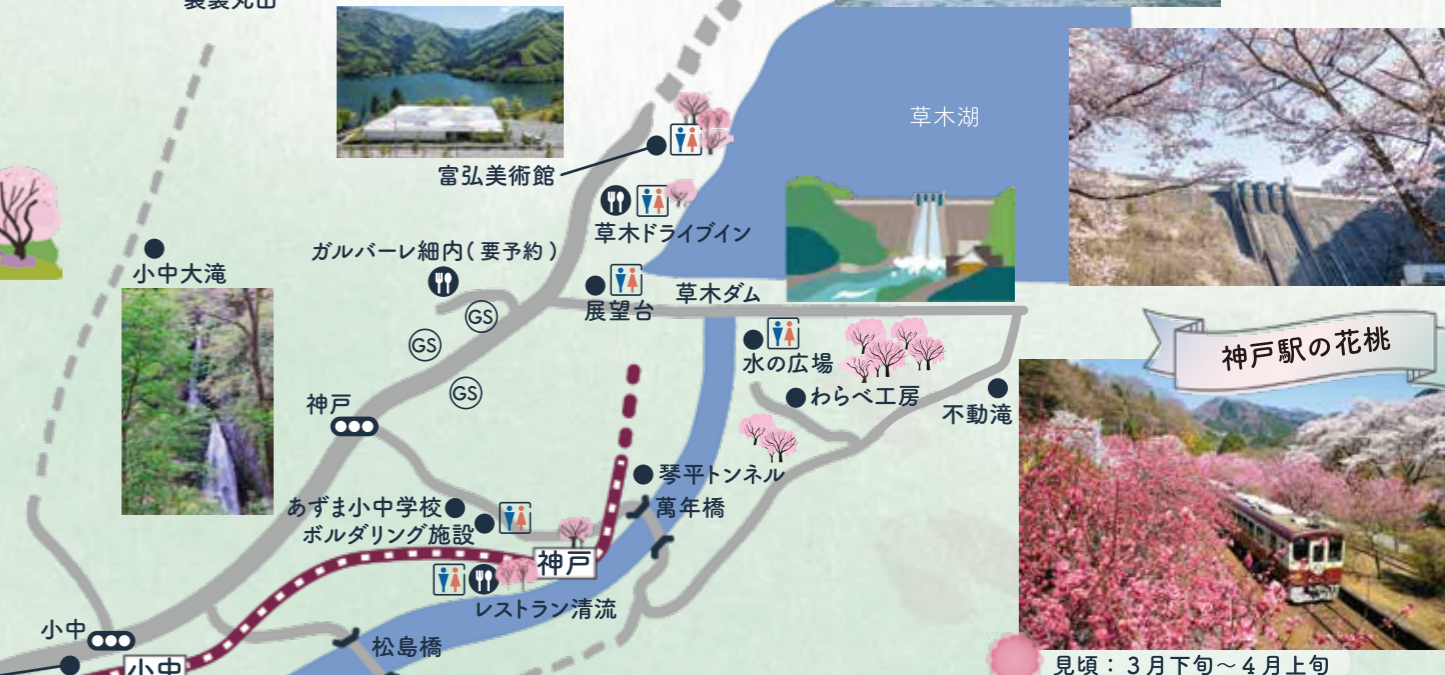 袈裟丸山
草木湖
富弘美術館
草木ドライブイン
ガルバーレ細内(要予約)
小中大滝
展望台
草木ダム
GS
GS
GS
水の広場
わらべ工房
不動滝
神戸駅の花桃
神戸
琴平トンネル
萬年橋
あずま小中学校
ボルダリング施設
神戸
レストラン清流
小中
松島橋
小中
見頃：3月下旬〜4月上旬